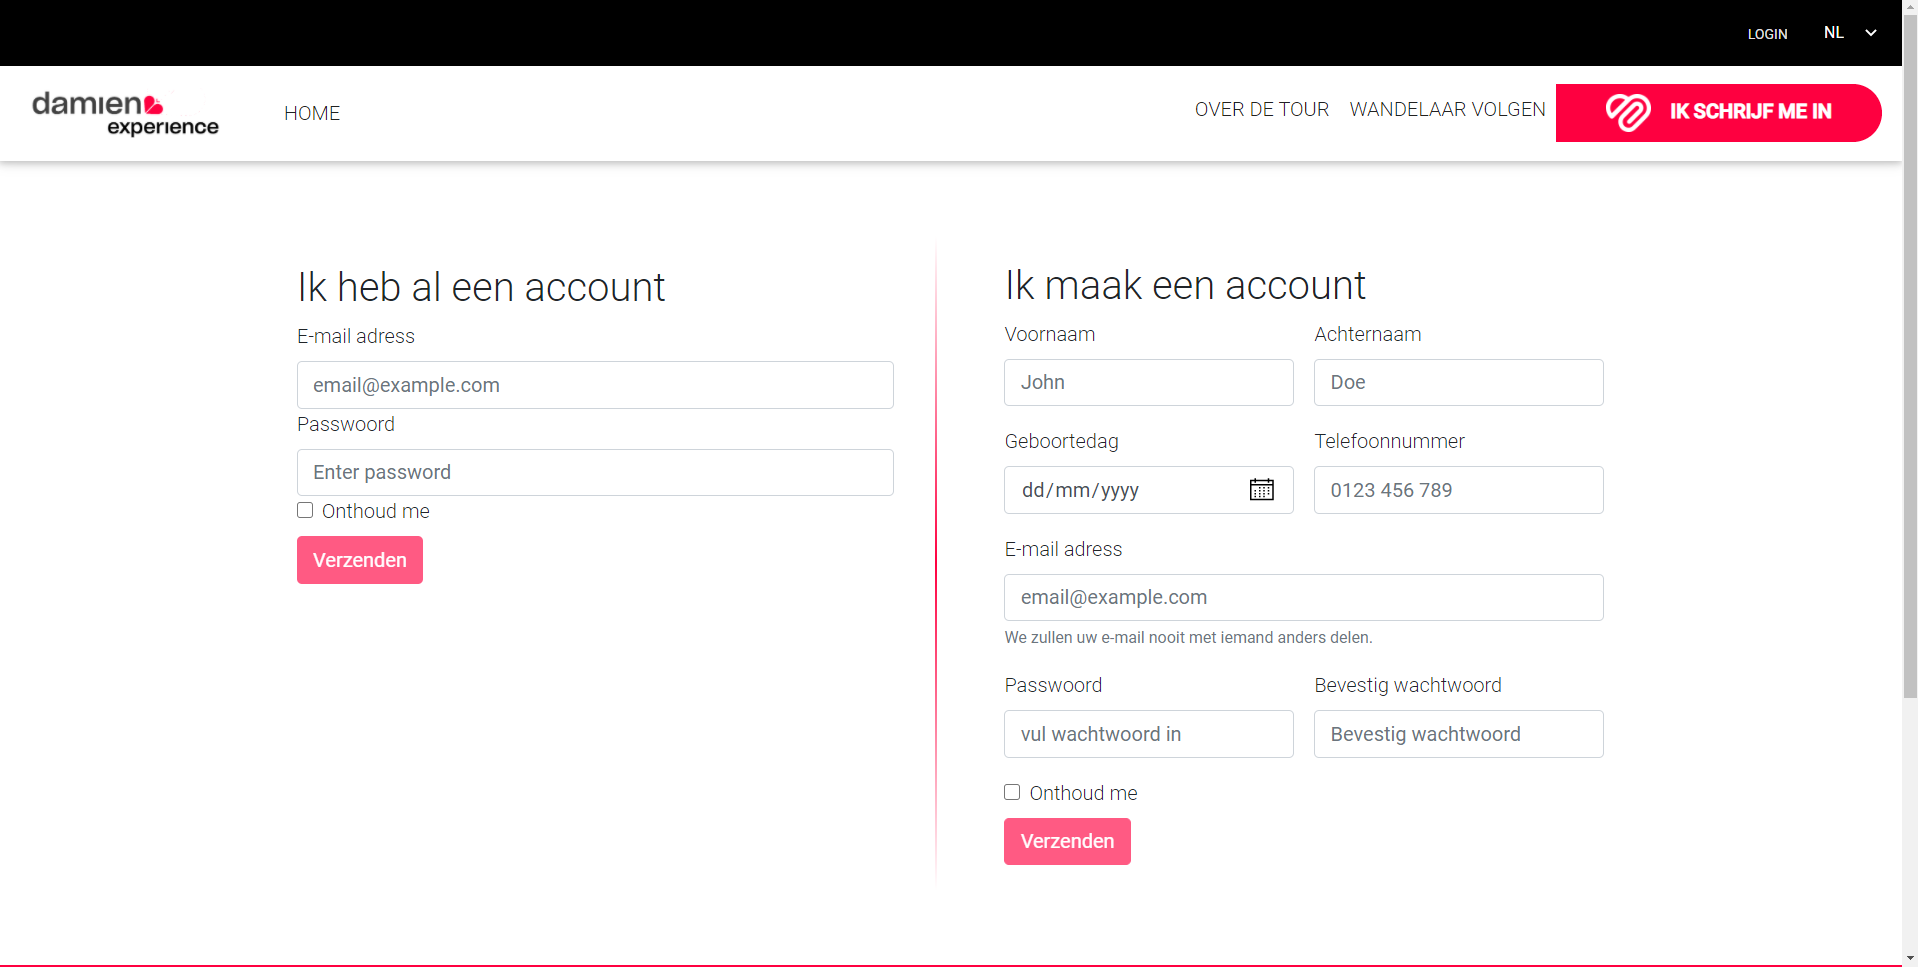 LOGIN NL
damien
experience
HOME
OVER DE TOUR WANDELAAR VOLGEN IK SCHRIJF ME IN
Ik heb al een account
E-mail adress
email@example.com
Passwoord
Enter password
Onthoud me
Verzenden
Ik maak een account
Voornaam Achternaam
John Doe
Geboortedag Telefoonnummer
dd/mm/yyyy 0123 456 789
E-mail adress
email@example.com
We zullen uw e-mail nooit met iemand anders delen.
Passwoord Bevestig wachtwoord
vul wachtwoord in Bevestig wachtwoord
Onthoud me
Verzenden